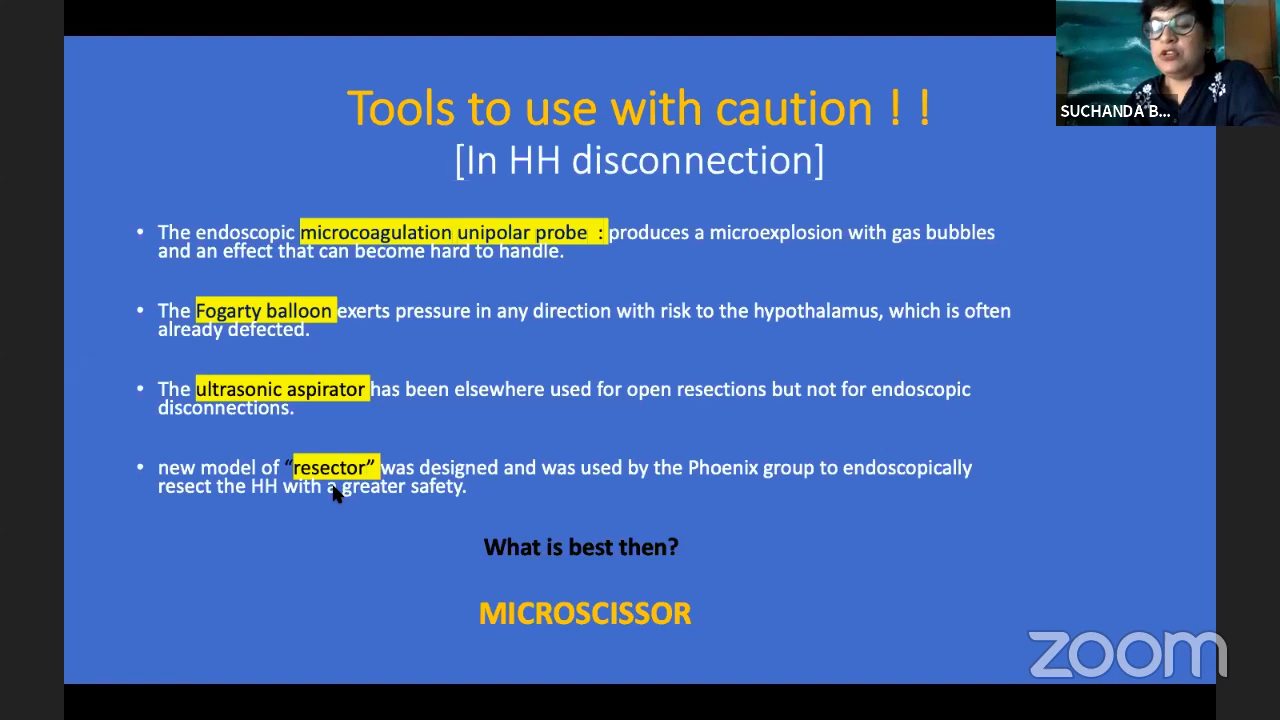 SUCHANDA B...
Tools to use with caution ! !
[In HH disconnection]
• The endoscopic microcoagulation unipolar probe : produces a microexplosion with gas bubbles
and an effect that can become hard to handle.
• The Fogarty balloon exerts pressure in any direction with risk to the hypothalamus, which is often
already defected.
• The ultrasonic aspirator has been elsewhere used for open resections but not for endoscopic
disconnections.
• new model of “resector” was designed and was used by the Phoenix group to endoscopically
resect the HH with a greater safety.
What is best then?
MICROSCISSOR
zoom